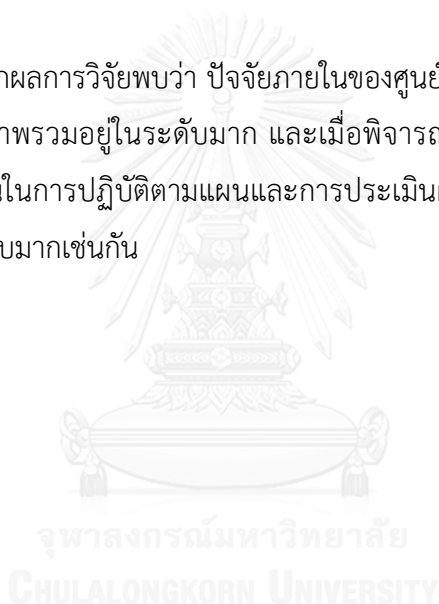 กผลการวิจัยพบว่า ปัจจัยภายในของศูนย์
าพรวมอยู่ในระดับมาก และเมื่อพิจารณ
นในการปฏิบัติตามแผนและการประเมิน
บมากเช่นกัน
จุฬาลงกรณ์มหาวิทยาลัย
CHULALONGKORN UNIVERSITY